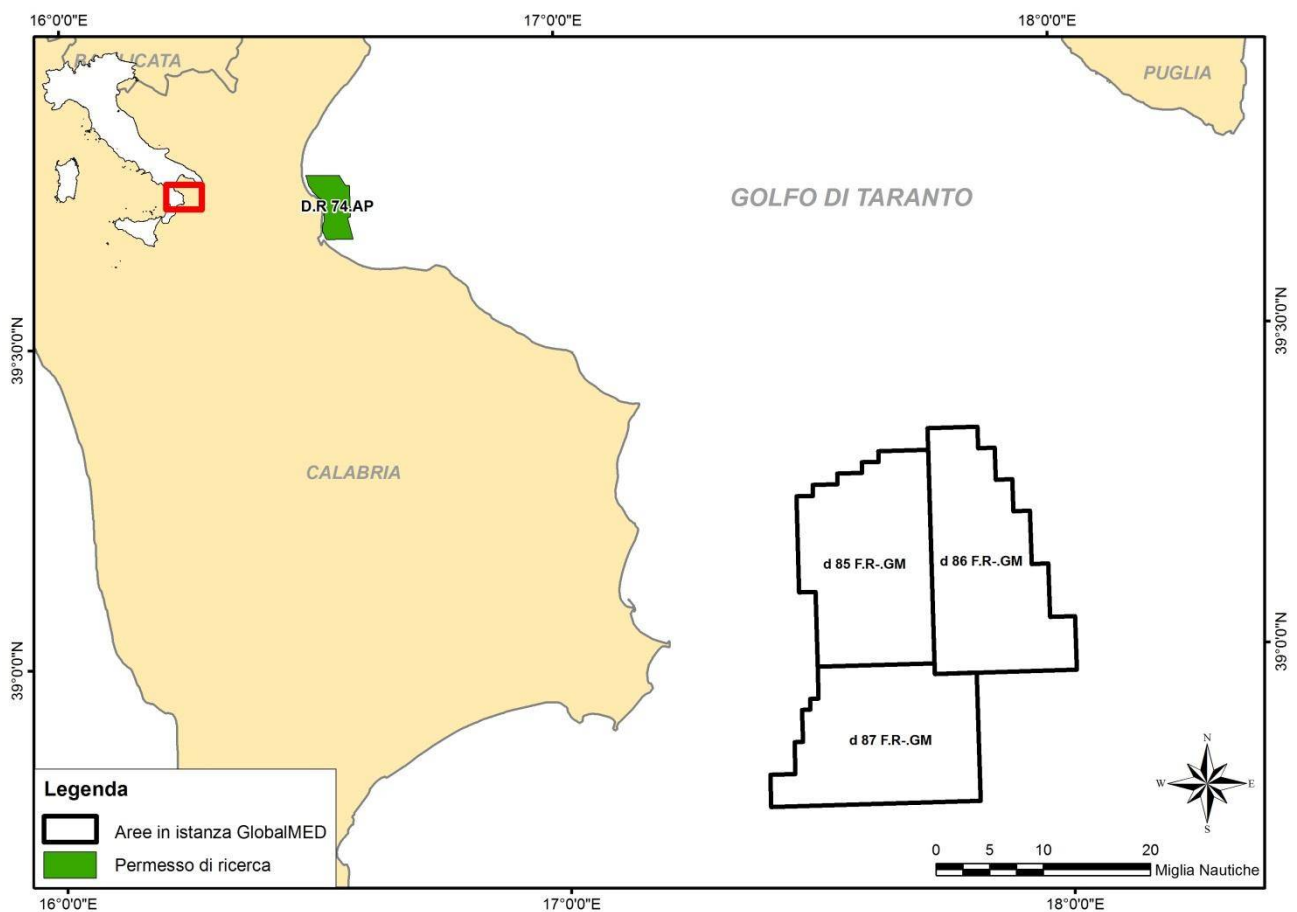 16°0'0"E
17°0'0"E
18°0'0"E
BASILICATA
PUGLIA
D.R 74.AP
GOLFO DI TARANTO
39°30'0"N
39°30'0"N
CALABRIA
d 85 F.R-.GM
d 86 F.R-.GM
39°0'0"N
39°0'0"N
d 87 F.R-.GM
N
W
E
S
Legenda
Aree in istanza GlobalMED
Permesso di ricerca
0 5 10 20
Miglia Nautiche
16°0'0"E
17°0'0"E
18°0'0"E